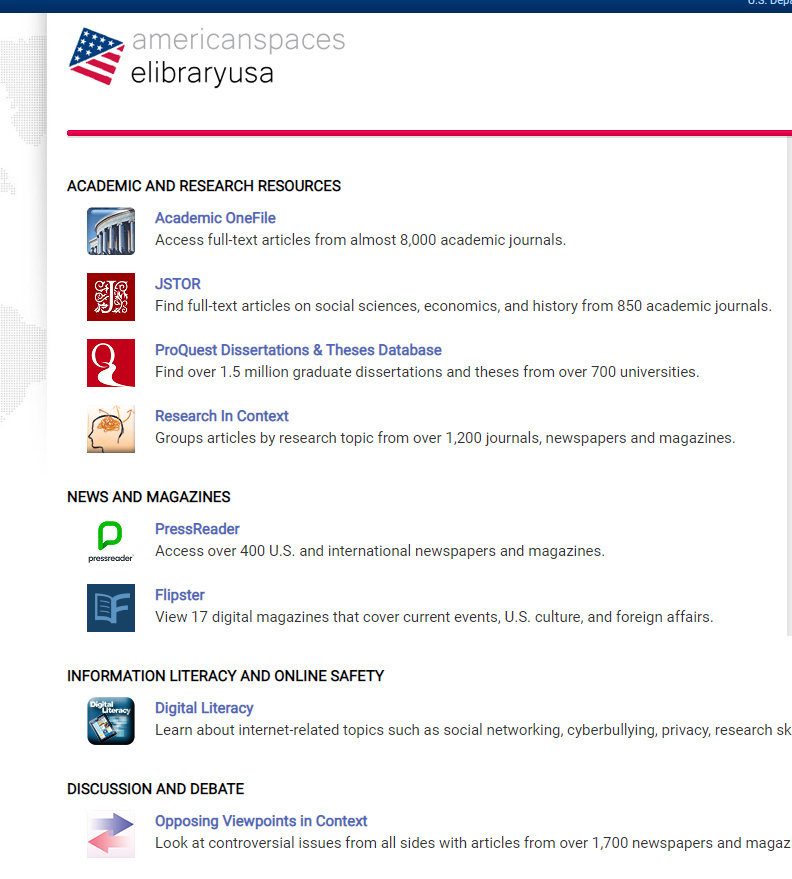 U.S. Depa
americanspaces
elibraryusa
ACADEMIC AND RESEARCH RESOURCES
Academic OneFile
Access full-text articles from almost 8,000 academic journals.
JSTOR
Find full-text articles on social sciences, economics, and history from 850 academic journals.
ProQuest Dissertations & Theses Database
Find over 1.5 million graduate dissertations and theses from over 700 universities.
Research In Context
Groups articles by research topic from over 1,200 journals, newspapers and magazines.
NEWS AND MAGAZINES
pressreader
PressReader
Access over 400 U.S. and international newspapers and magazines.
Flipster
View 17 digital magazines that cover current events, U.S. culture, and foreign affairs.
INFORMATION LITERACY AND ONLINE SAFETY
Digital
Literacy
Digital Literacy
Learn about internet-related topics such as social networking, cyberbullying, privacy, research sk
DISCUSSION AND DEBATE
Opposing Viewpoints in Context
Look at controversial issues from all sides with articles from over 1,700 newspapers and magaz